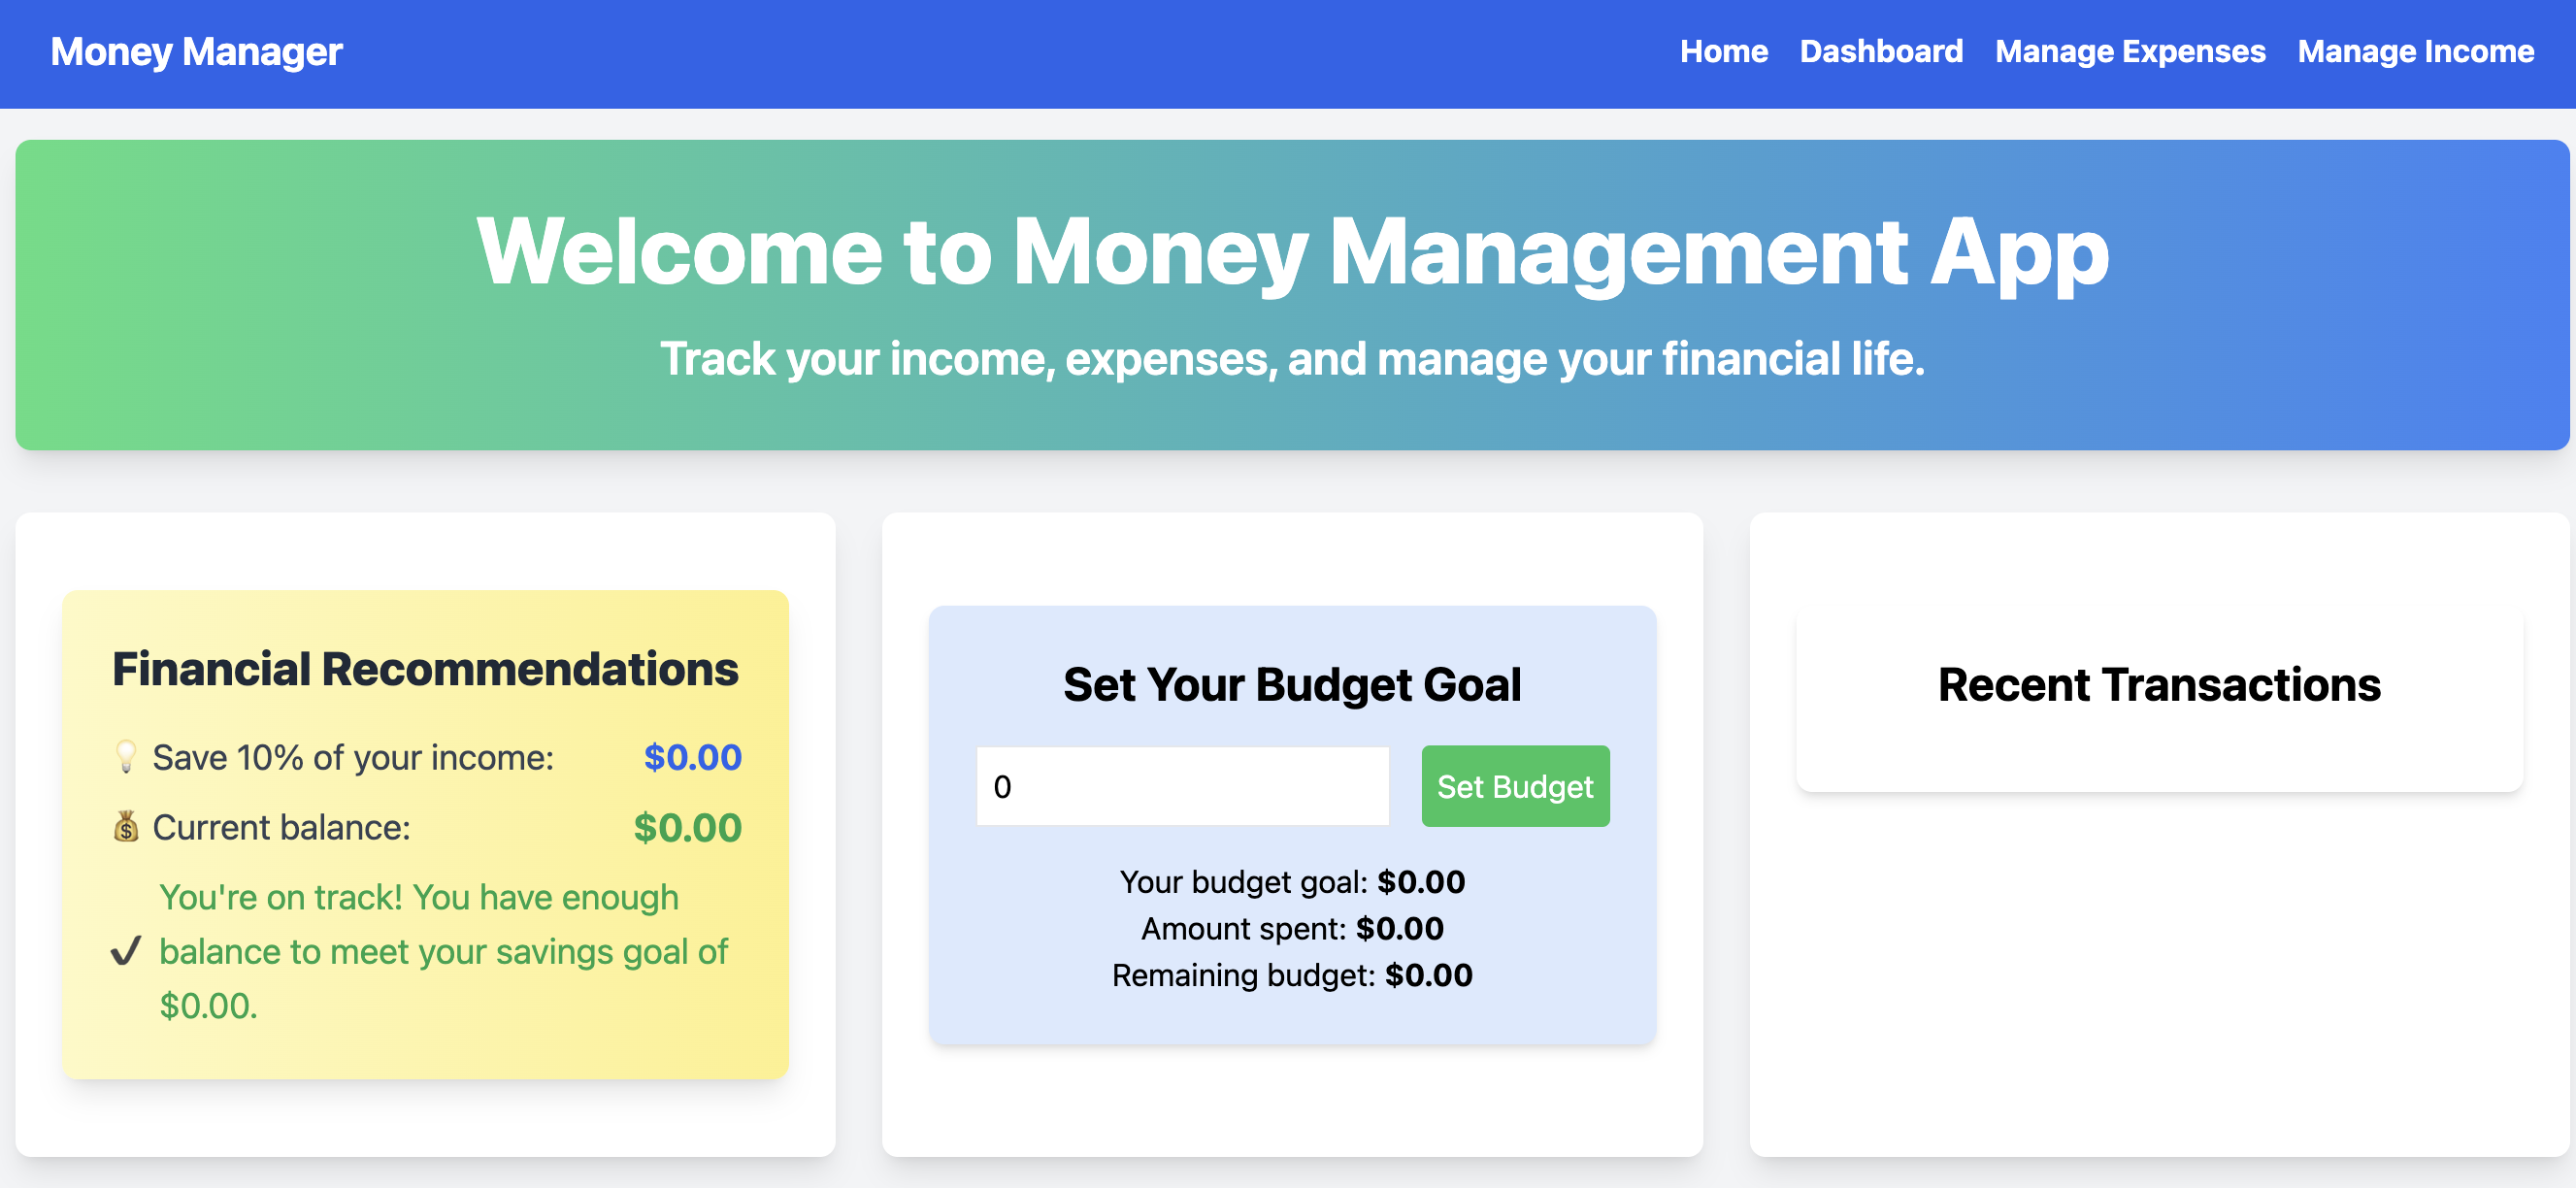 Money Manager
Home Dashboard Manage Expenses Manage Income
Welcome to Money Management App
Track your income, expenses, and manage your financial life.
Financial Recommendations
Save 10% of your income: $0.00
Current balance: $0.00
You're on track! You have enough
balance to meet your savings goal of
$0.00.
Set Your Budget Goal
0 Set Budget
Your budget goal: $0.00
Amount spent: $0.00
Remaining budget: $0.00
Recent Transactions